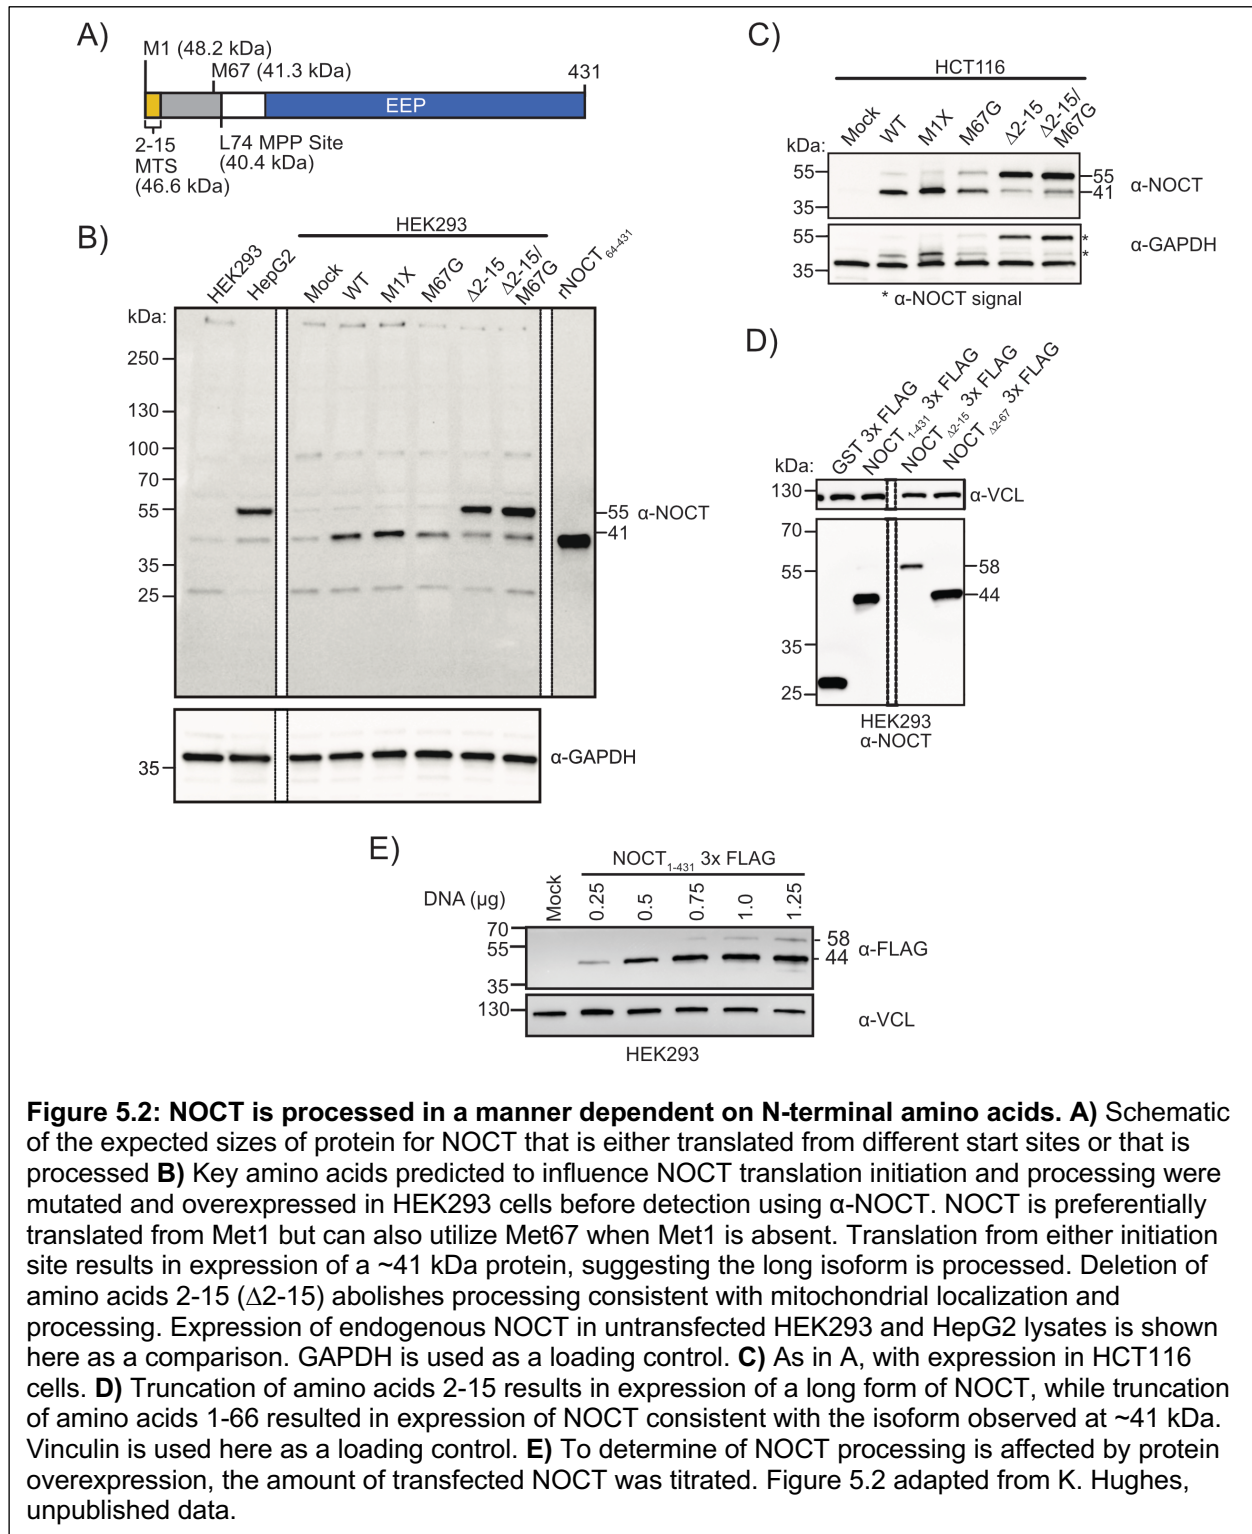 A)
M1 (48.2 kDa)
M67 (41.3 kDa)
431
EEP
2-15
MTS
(46.6 kDa)
L74 MPP Site
(40.4 kDa)
B)
HEK293
HEK293
HepG2
Mock
WT
M1X
M67G
Δ2-15
Δ2-15/
M67G
rNOCT64-431
kDa:
250
130
100
70
55
35
25
55
41
α-NOCT
35
α-GAPDH
C)
HCT116
Mock
WT
M1X
M67G
Δ2-15
Δ2-15/
M67G
kDa:
55
35
55
41
α-NOCT
55
35
*
*
α-GAPDH
* α-NOCT signal
D)
GST 3x FLAG
NOCT1-431 3x FLAG
NOCTΔ2-15 3x FLAG
NOCTΔ2-67 3x FLAG
kDa:
130
α-VCL
70
55
35
25
58
44
HEK293
α-NOCT
E)
NOCT1-431 3x FLAG
DNA (µg)
Mock
0.25
0.5
0.75
1.0
1.25
70
55
35
58
44
α-FLAG
130
α-VCL
HEK293
Figure 5.2: NOCT is processed in a manner dependent on N-terminal amino acids. A) Schematic
of the expected sizes of protein for NOCT that is either translated from different start sites or that is
processed B) Key amino acids predicted to influence NOCT translation initiation and processing were
mutated and overexpressed in HEK293 cells before detection using α-NOCT. NOCT is preferentially
translated from Met1 but can also utilize Met67 when Met1 is absent. Translation from either initiation
site results in expression of a ~41 kDa protein, suggesting the long isoform is processed. Deletion of
amino acids 2-15 (Δ2-15) abolishes processing consistent with mitochondrial localization and
processing. Expression of endogenous NOCT in untransfected HEK293 and HepG2 lysates is shown
here as a comparison. GAPDH is used as a loading control. C) As in A, with expression in HCT116
cells. D) Truncation of amino acids 2-15 results in expression of a long form of NOCT, while truncation
of amino acids 1-66 resulted in expression of NOCT consistent with the isoform observed at ~41 kDa.
Vinculin is used here as a loading control. E) To determine of NOCT processing is affected by protein
overexpression, the amount of transfected NOCT was titrated. Figure 5.2 adapted from K. Hughes,
unpublished data.